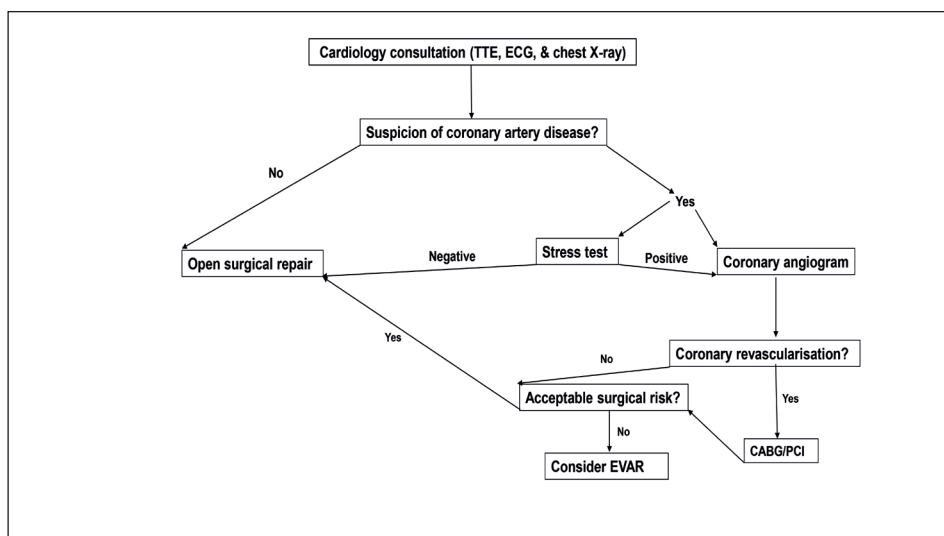 Cardiology consultation (TTE, ECG, & chest X-ray)
Suspicion of coronary artery disease?
No
Yes
Open surgical repair
Negative
Stress test
Positive
Coronary angiogram
Yes
Coronary revascularisation?
No
Acceptable surgical risk?
Yes
No
CABG/PCI
Consider EVAR